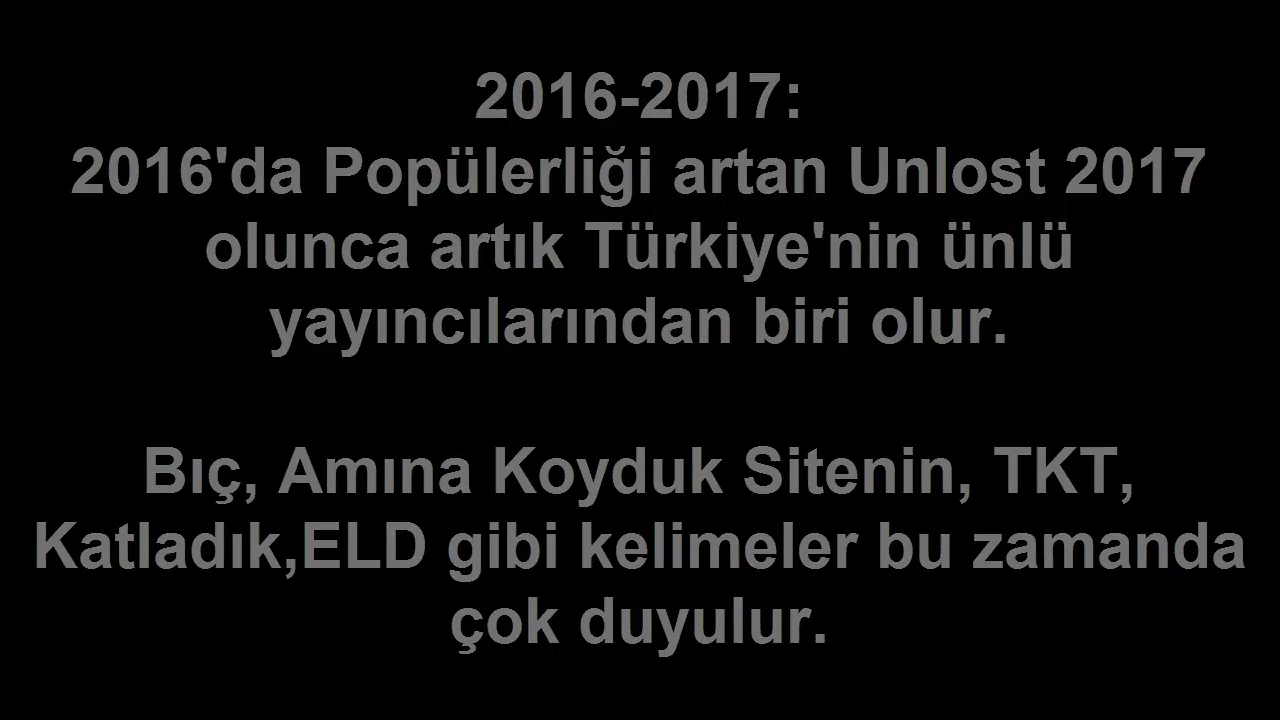 2016-2017:
2016'da Popülerliği artan Unlost 2017
olunca artık Türkiye'nin ünlü
yayıncılarından biri olur.
Bıç, Amına Koyduk Sitenin, TKT,
Katladık,ELD gibi kelimeler bu zamanda
çok duyulur.